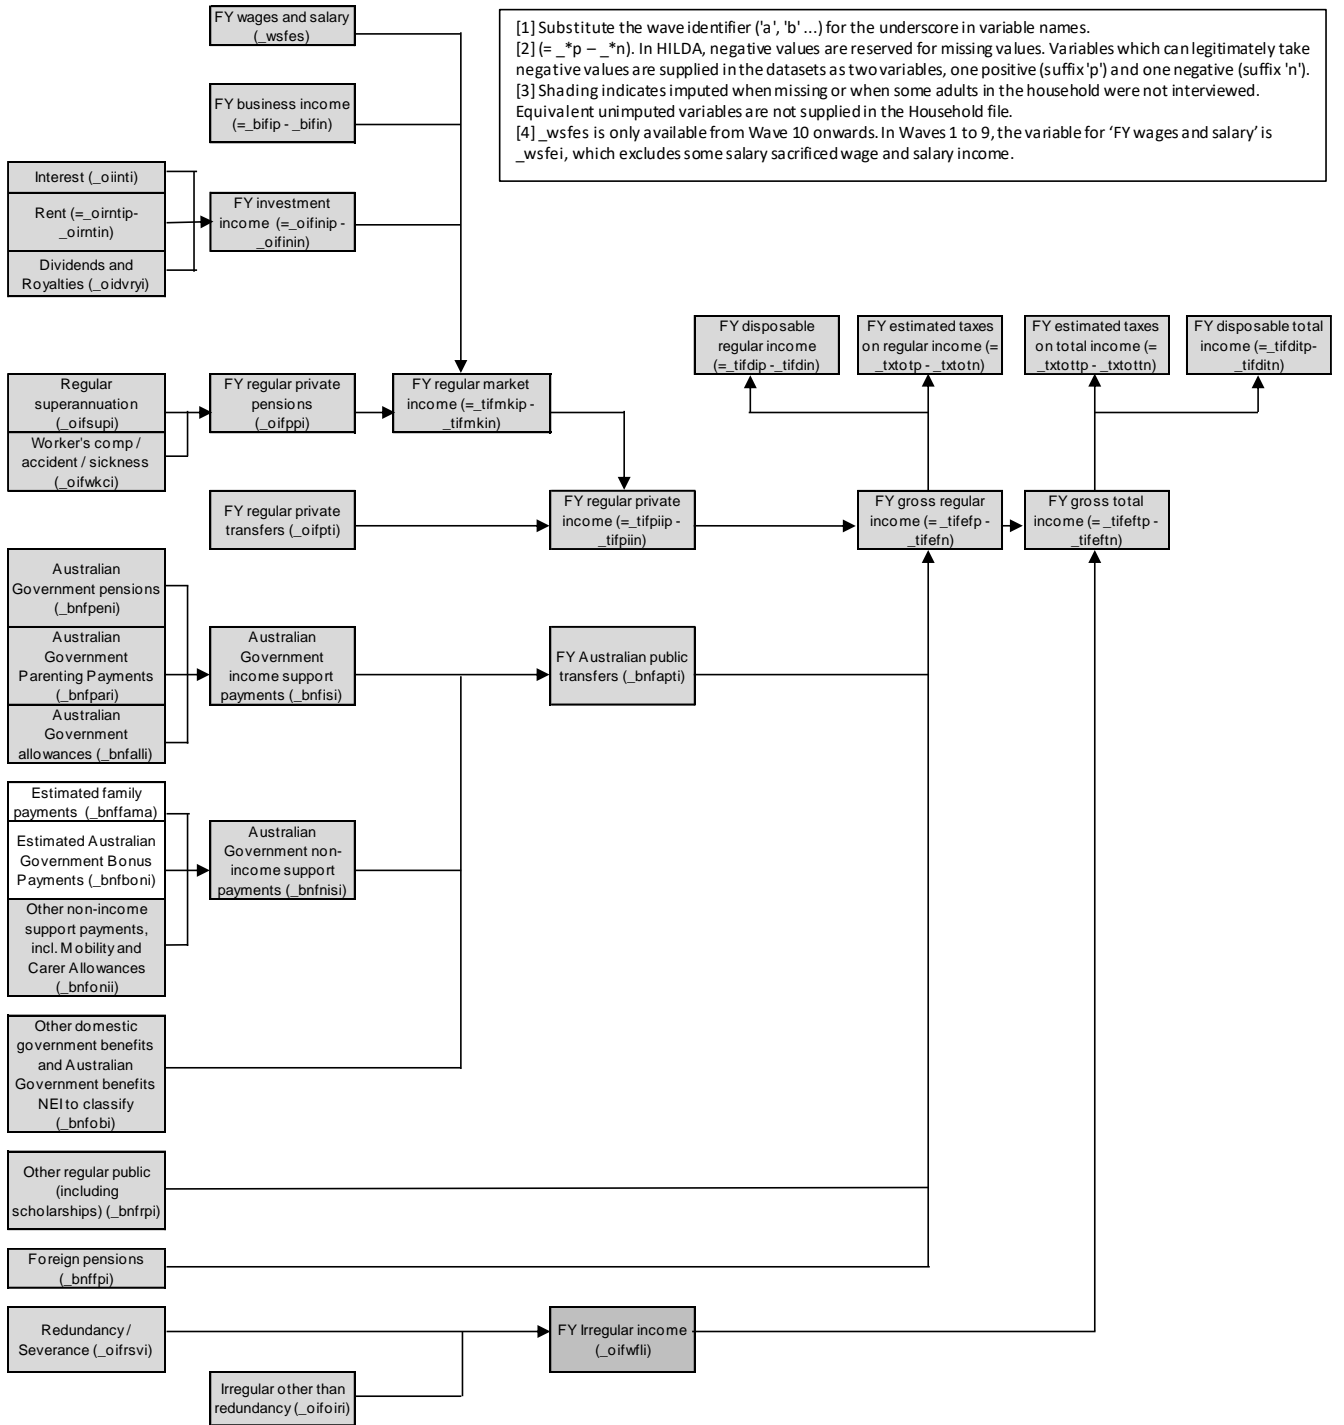 FY wages and salary
(_wsfes)
[1] Substitute the wave identifier ('a', 'b' ...) for the underscore in variable names.
[2] (= _*p – _*n). In HILDA, negative values are reserved for missing values. Variables which can legitimately take
negative values are supplied in the datasets as two variables, one positive (suffix 'p') and one negative (suffix 'n').
[3] Shading indicates imputed when missing or when some adults in the household were not interviewed.
Equivalent unimputed variables are not supplied in the Household file.
[4] _wsfes is only available from Wave 10 onwards. In Waves 1 to 9, the variable for ‘FY wages and salary’ is
_wsfei, which excludes some salary sacrificed wage and salary income.
FY business income
(=_bifip - _bifin)
Interest (_oiinti)
Rent (=_oirntip-
_oirntin)
Dividends and
Royalties (_oidvryi)
FY investment
income (=_oifinip -
_oifinin)
FY disposable
regular income
(=_tifdip -_tifdin)
FY estimated taxes
on regular income (=
_txtotp - _txtotn)
FY estimated taxes
on total income (=
_txtottp - _txtottn)
FY disposable total
income (=_tifditp-
_tifditn)
Regular
superannuation
(_oifsupi)
Worker's comp /
accident / sickness
(_oifwkci)
FY regular private
pensions
(_oifppi)
FY regular market
income (=_tifmkip -
_tifmkin)
FY regular private
transfers (_oifpti)
FY regular private
income (=_tifpiip -
_tifpiin)
FY gross regular
income (= _tifefp -
_tifefn)
FY gross total
income (= _tifeftp -
_tifeftn)
Australian
Government pensions
(_bnfpeni)
Australian
Government
Parenting Payments
(_bnfpari)
Australian
Government
allowances (_bnfalli)
Australian
Government
income support
payments (_bnfisi)
FY Australian public
transfers (_bnfapti)
Estimated family
payments (_bnffama)
Estimated Australian
Government Bonus
Payments (_bnfboni)
Other non-income
support payments,
incl. Mobility and
Carer Allowances
(_bnfonii)
Australian
Government non-
income support
payments (_bnfnisi)
Other domestic
government benefits
and Australian
Government benefits
NEI to classify
(_bnfobi)
Other regular public
(including
scholarships) (_bnfrpi)
Foreign pensions
(_bnffpi)
Redundancy /
Severance (_oifrsvi)
FY Irregular income
(_oifwfli)
Irregular other than
redundancy (_oifoiri)